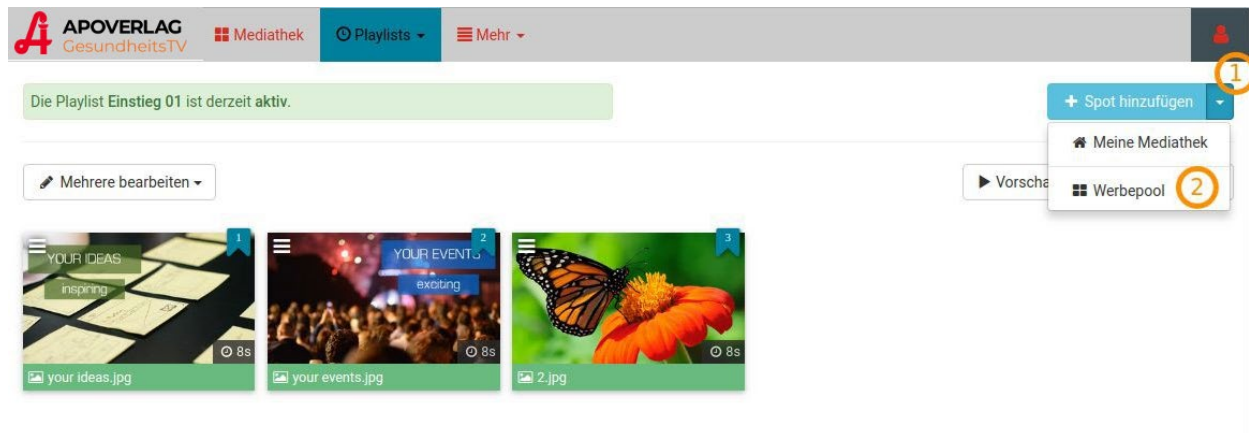 APOVERLAG
GesundheitsTV
Mediathek
Playlists
Mehr
1
Die Playlist Einstieg 01 ist derzeit aktiv.
+ Spot hinzufügen
Meine Mediathek
Mehrere bearbeiten
Werbepool
2
1
YOUR IDEAS
inspiring
8s
your ideas.jpg
2
YOUR EVENTS
exciting
8s
your events.jpg
3
8s
2.jpg